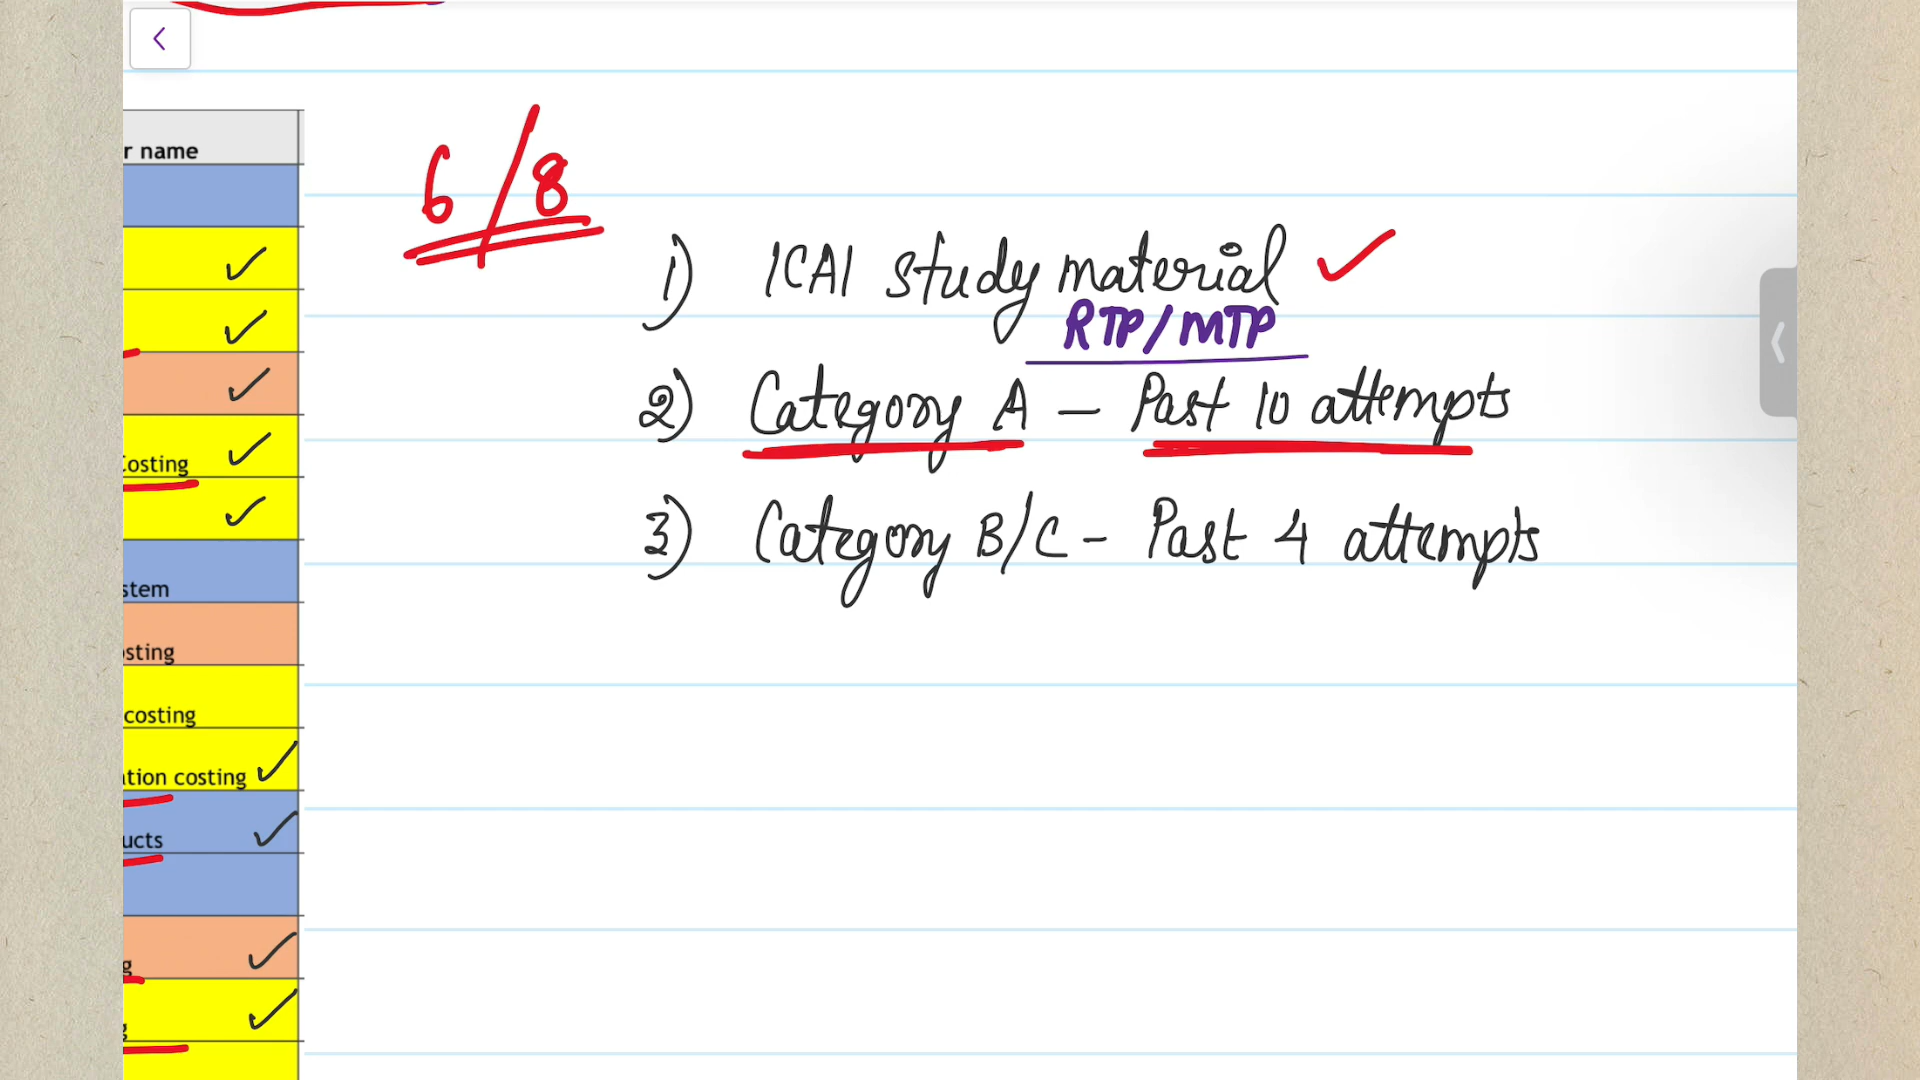 r name
6/8
1) ICAI study material ✓
RTP/MTP
2) Category A – Past 10 attempts
3) Category B/C - Past 4 attempts
✓
✓
✓
Costing ✓
✓
stem
sting
costing
ation costing ✓
ucts ✓
g ✓
g ✓